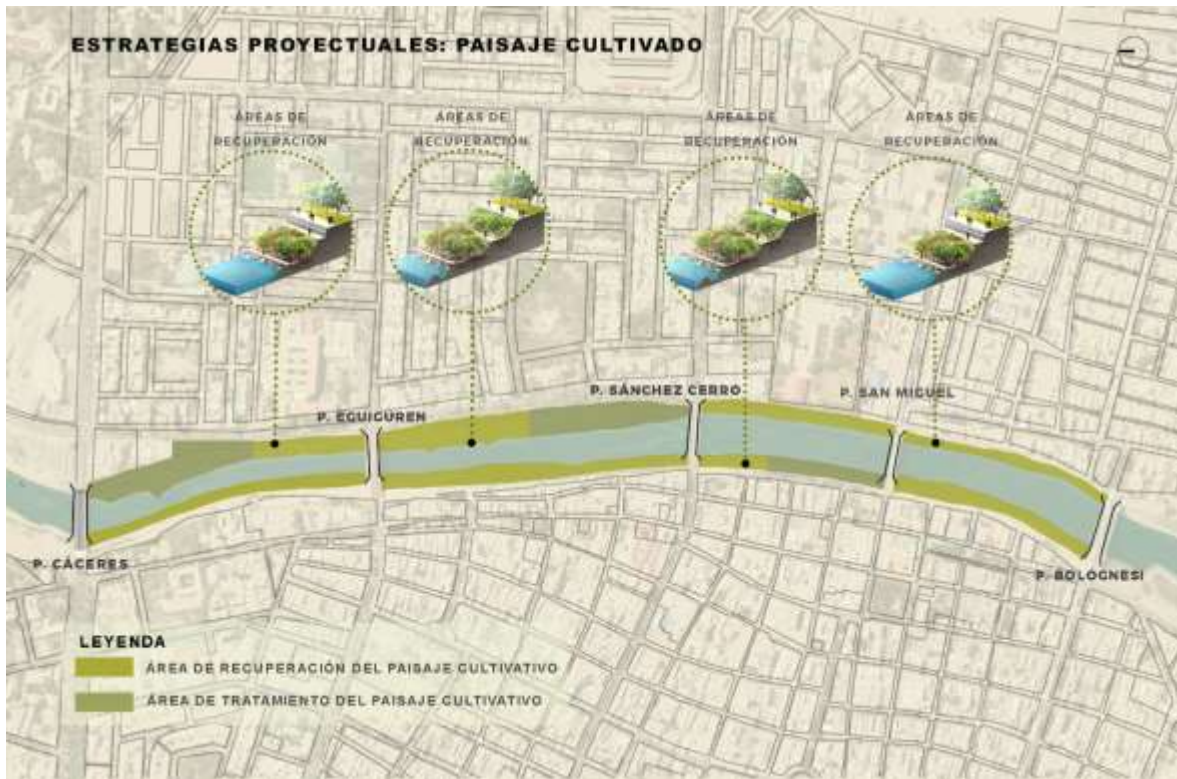 ESTRATEGIAS PROYECTUALES: PAISAJE CULTIVADO
ÁREAS DE
RECUPERACIÓN
ÁREAS DE
RECUPERACIÓN
ÁREAS DE
RECUPERACIÓN
ÁREAS DE
RECUPERACIÓN
P. EGUIGÚREN
P. SÁNCHEZ CERRO
P. SAN MIGUEL
P. CÁCERES
P. BOLOGNESI
LEYENDA
ÁREA DE RECUPERACIÓN DEL PAISAJE CULTIVATIVO
ÁREA DE TRATAMIENTO DEL PAISAJE CULTIVATIVO